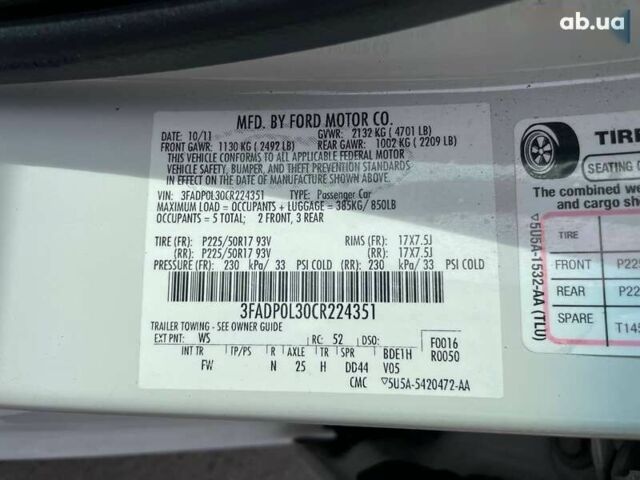 ab.ua
MFD. BY FORD MOTOR CO.
DATE: 10/11 GVWR: 2132 KG ( 4701 LB)
FRONT GAWR: 1130 KG ( 2492 LB) REAR GAWR: 1002 KG ( 2209 LB)
THIS VEHICLE CONFORMS TO ALL APPLICABLE FEDERAL MOTOR
VEHICLE SAFETY, BUMPER, AND THEFT PREVENTION STANDARDS
IN EFFECT ON THE DATE OF MANUFACTURE SHOWN ABOVE.
VIN: 3FADP0L30CR224351 TYPE: Passenger Car
MAXIMUM LOAD = OCCUPANTS + LUGGAGE = 385KG/ 850LB
OCCUPANTS = 5 TOTAL; 2 FRONT, 3 REAR
TIRE (FR): P225/50R17 93V RIMS (FR): 17X7.5J
(RR): P225/50R17 93V (RR): 17X7.5J
PRESSURE (FR): 230 kPa/ 33 PSI COLD (RR) 230 kPa/ 33 PSI COLD
3FADP0L30CR224351
TRAILER TOWING - SEE OWNER GUIDE
EXT PNT: WS RC: 52 DSO: F0016
INT TR TP/PS R AXLE TR SPR BDE1H R0050
FW N 25 H DD44 V05
CMC ▽5U5A-5420472-AA
TIRE
SEATING
The combined
and cargo sho
▽5U5A-1532-AA (TLU)
TIRE
FRONT P225
REAR P22
SPARE T145